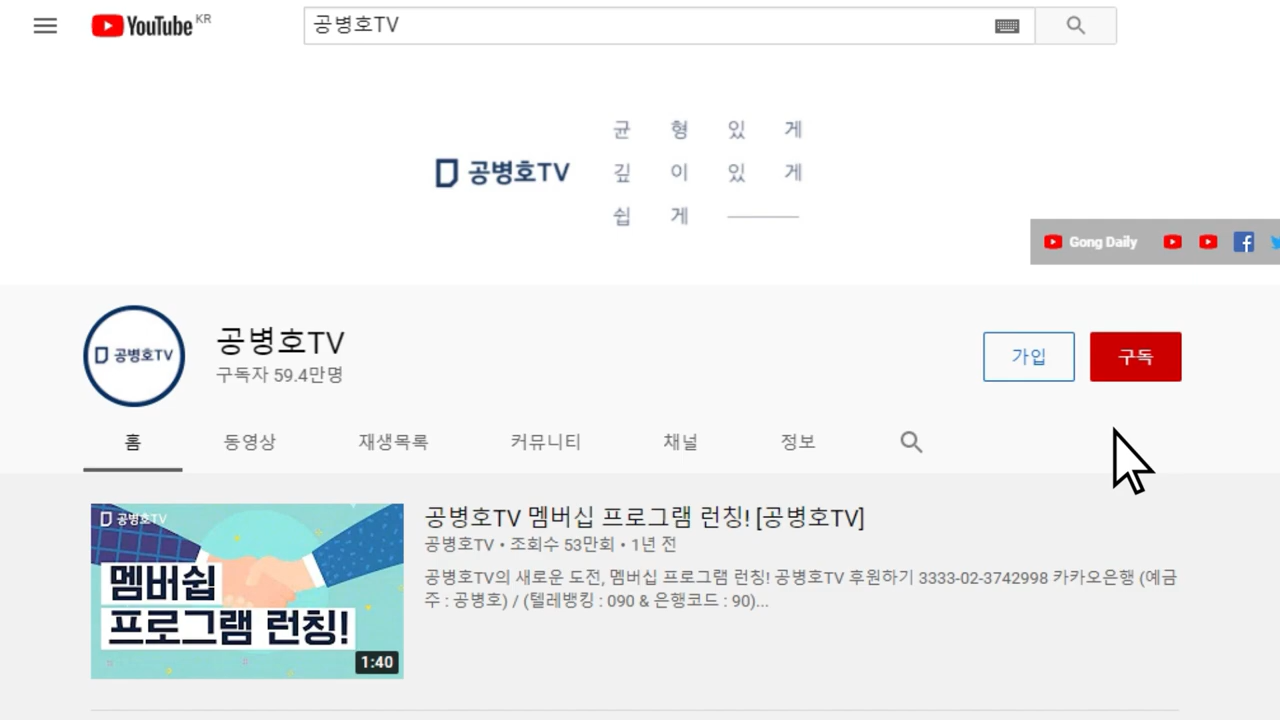 YouTube KR
공병호TV
균형있게
공병호TV
깊이있게
쉽게
Gong Daily
공병호TV
공병호TV
구독자 59.4만명
가입
구독
홈
동영상
재생목록
커뮤니티
채널
정보
공병호TV
멤버쉽
프로그램 런칭!
1:40
공병호TV 멤버십 프로그램 런칭! [공병호TV]
공병호TV • 조회수 53만회 • 1년 전
공병호TV의 새로운 도전, 멤버십 프로그램 런칭! 공병호TV 후원하기 3333-02-3742998 카카오은행 (예금
주 : 공병호) / (텔레뱅킹 : 090 & 은행코드 : 90)...